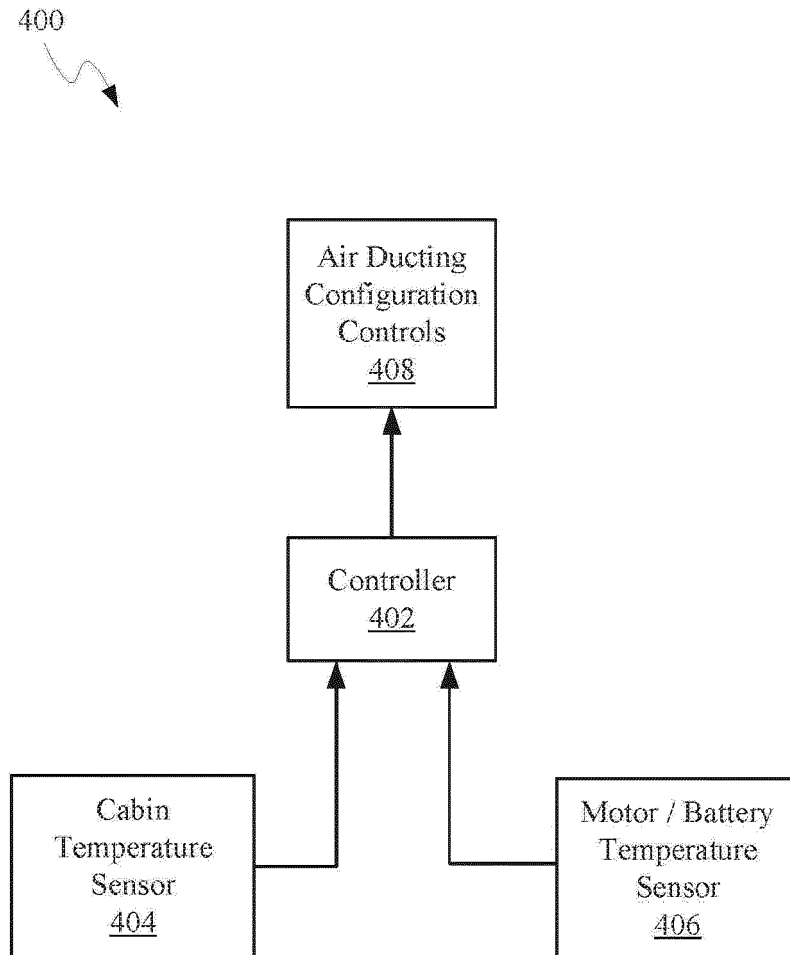 400
Air Ducting
Configuration
Controls
408
Controller
402
Cabin
Temperature
Sensor
404
Motor / Battery
Temperature
Sensor
406